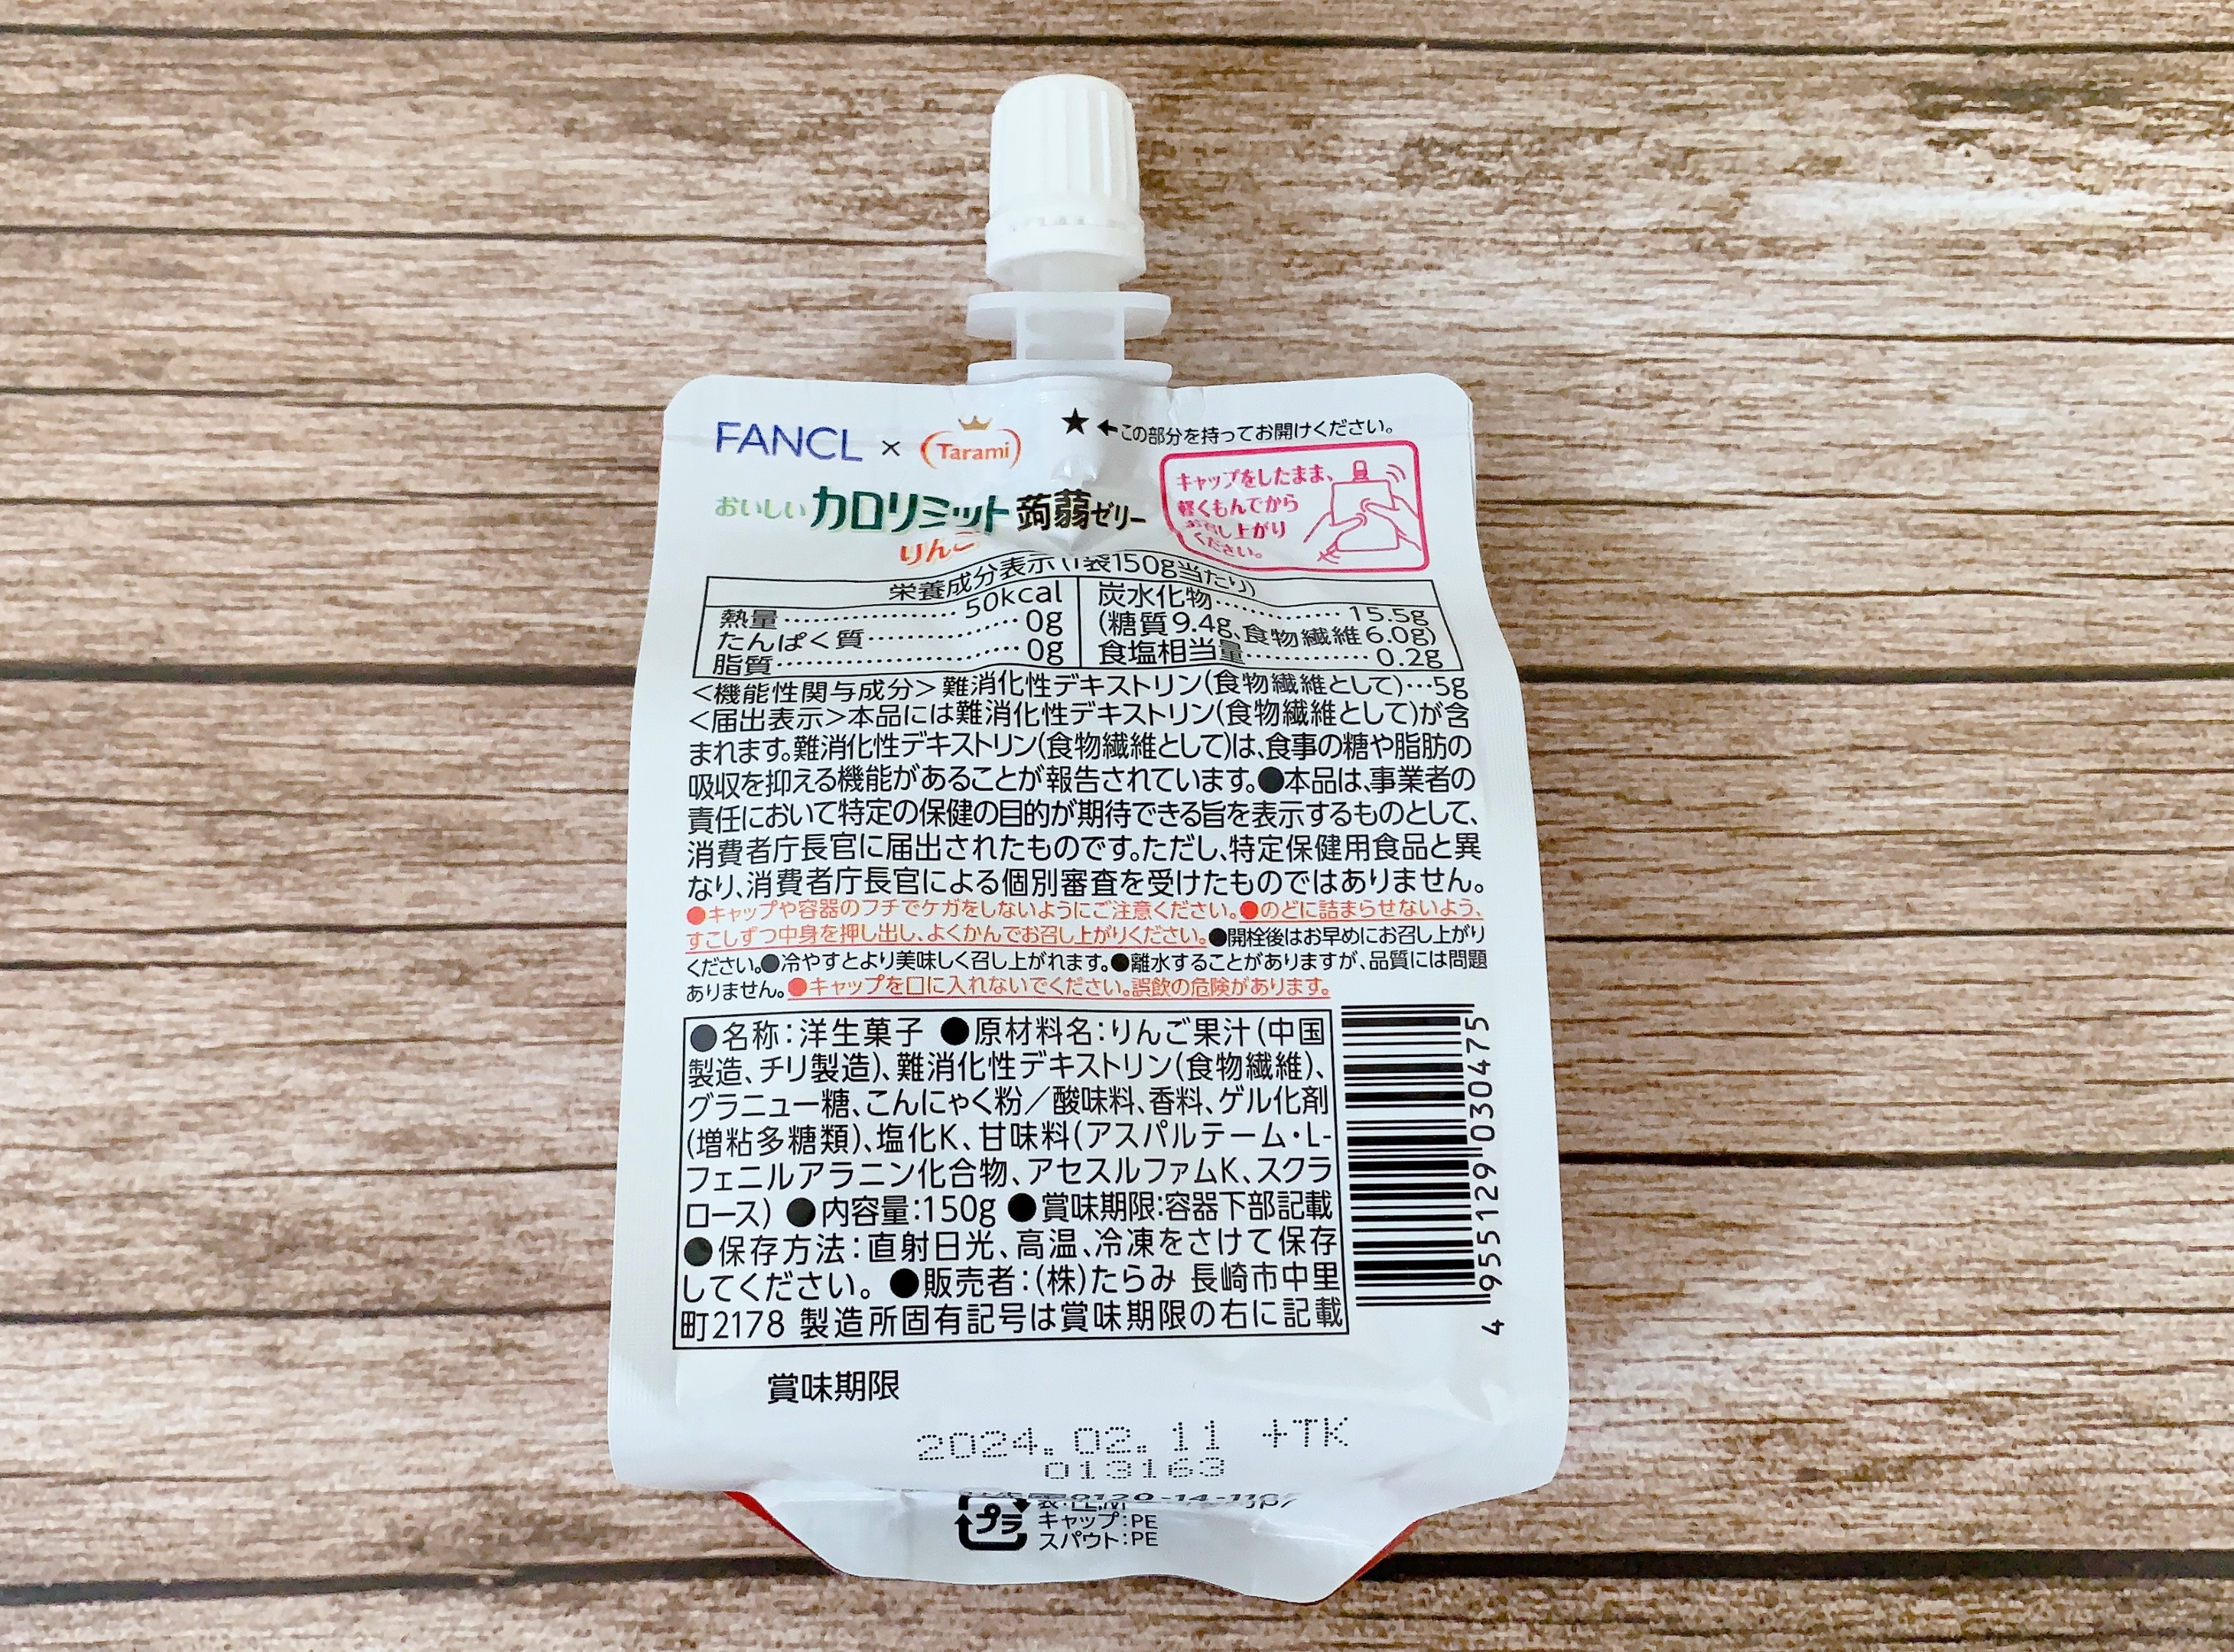 FANCL × Tarami
★←この部分を持ってお開けください。
おいしいカロリミット蒟蒻ゼリー
りんご
キャップをしたまま、
軽くもんでから
お召し上がり
ください。
栄養成分表示(1袋150g当たり)
熱量……………50kcal
たんぱく質……………0g
脂質……………………0g
炭水化物……………15.5g
(糖質9.4g、食物繊維6.0g)
食塩相当量…………0.2g
<機能性関与成分>難消化性デキストリン(食物繊維として)…5g
<届出表示>本品には難消化性デキストリン(食物繊維として)が含
まれます。難消化性デキストリン(食物繊維として)は、食事の糖や脂肪の
吸収を抑える機能があることが報告されています。●本品は、事業者の
責任において特定の保健の目的が期待できる旨を表示するものとして、
消費者庁長官に届出されたものです。ただし、特定保健用食品と異
なり、消費者庁長官による個別審査を受けたものではありません。
●キャップや容器のフチでケガをしないようにご注意ください。●のどに詰まらせないよう、
すこしずつ中身を押し出し、よくかんでお召し上がりください。●開栓後はお早めにお召し上がり
ください。●冷やすとより美味しく召し上がれます。●離水することがありますが、品質には問題
ありません。●キャップを口に入れないでください。誤飲の危険があります。
●名称:洋生菓子 ●原材料名:りんご果汁(中国
製造、チリ製造)、難消化性デキストリン(食物繊維)、
グラニュー糖、こんにゃく粉/酸味料、香料、ゲル化剤
(増粘多糖類)、塩化K、甘味料(アスパルテーム・L-
フェニルアラニン化合物、アセスルファムK、スクラ
ロース) ●内容量:150g ●賞味期限:容器下部記載
●保存方法:直射日光、高温、冷凍をさけて保存
してください。 ●販売者:(株)たらみ 長崎市中里
町2178 製造所固有記号は賞味期限の右に記載
4 955129 030475
賞味期限
2024.02.11 +TK
013163
プラ
キャップ:PE
スパウト:PE